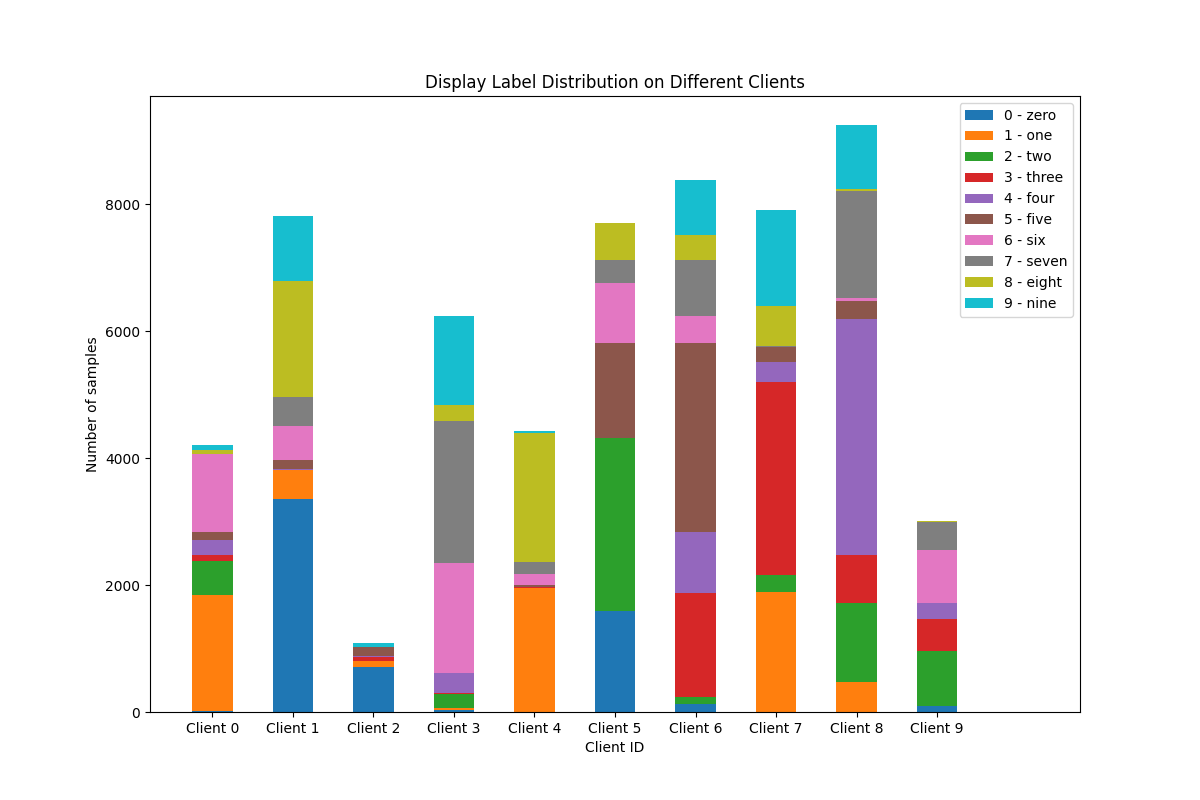 Display Label Distribution on Different Clients
0 - zero
1 - one
2 - two
3 - three
4 - four
5 - five
6 - six
7 - seven
8 - eight
9 - nine
Number of samples
8000
6000
4000
2000
0
Client 0 Client 1 Client 2 Client 3 Client 4 Client 5 Client 6 Client 7 Client 8 Client 9
Client ID